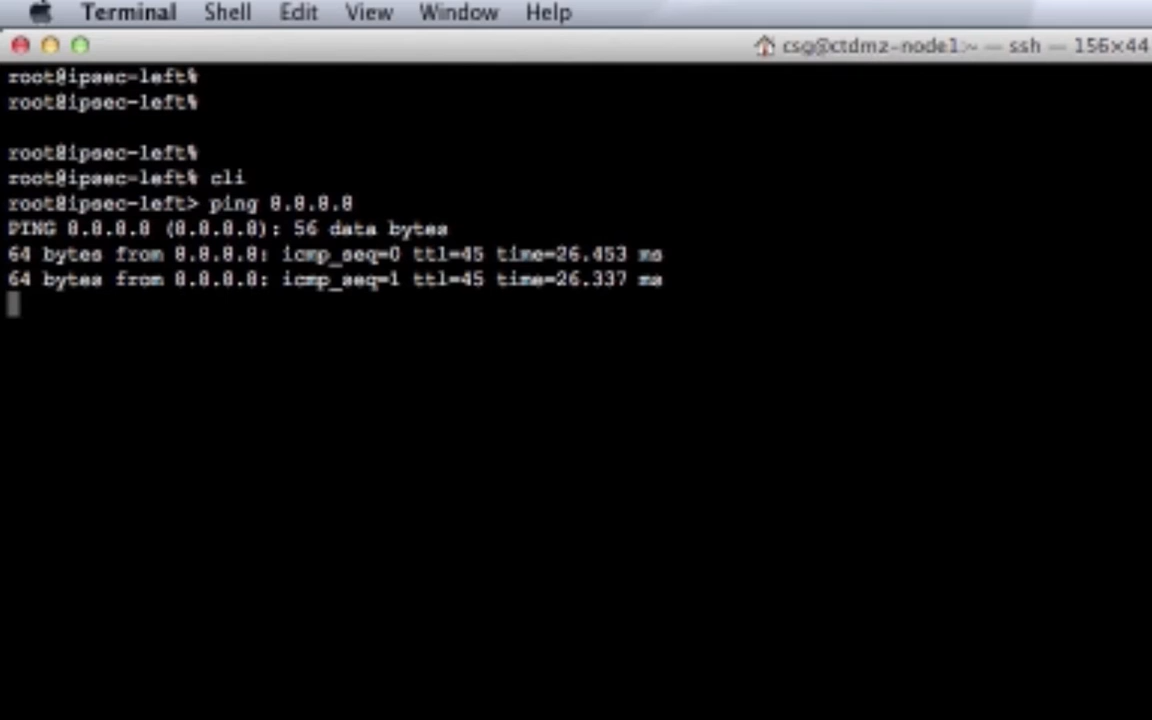 Terminal Shell Edit View Window Help
csg@ctdmz-node1:~ — ssh — 156×44
root@ipsec-left%
root@ipsec-left%
root@ipsec-left%
root@ipsec-left% cli
root@ipsec-left> ping 8.8.8.8
PING 8.8.8.8 (8.8.8.8): 56 data bytes
64 bytes from 8.8.8.8: icmp_seq=0 ttl=45 time=26.453 ms
64 bytes from 8.8.8.8: icmp_seq=1 ttl=45 time=26.337 ms